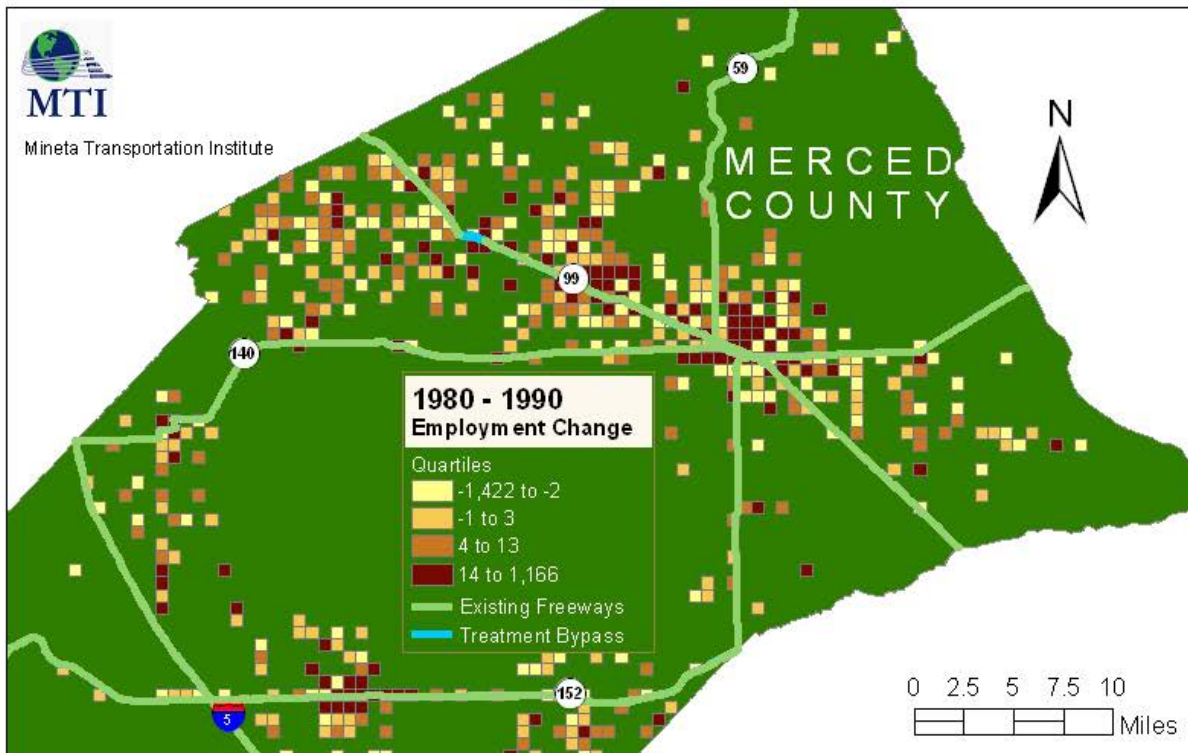 MTI
Mineta Transportation Institute
59
MERCED
COUNTY
N
99
140
1980 - 1990
Employment Change
Quartiles
-1,422 to -2
-1 to 3
4 to 13
14 to 1,166
Existing Freeways
Treatment Bypass
152
5
0 2.5 5 7.5 10
Miles